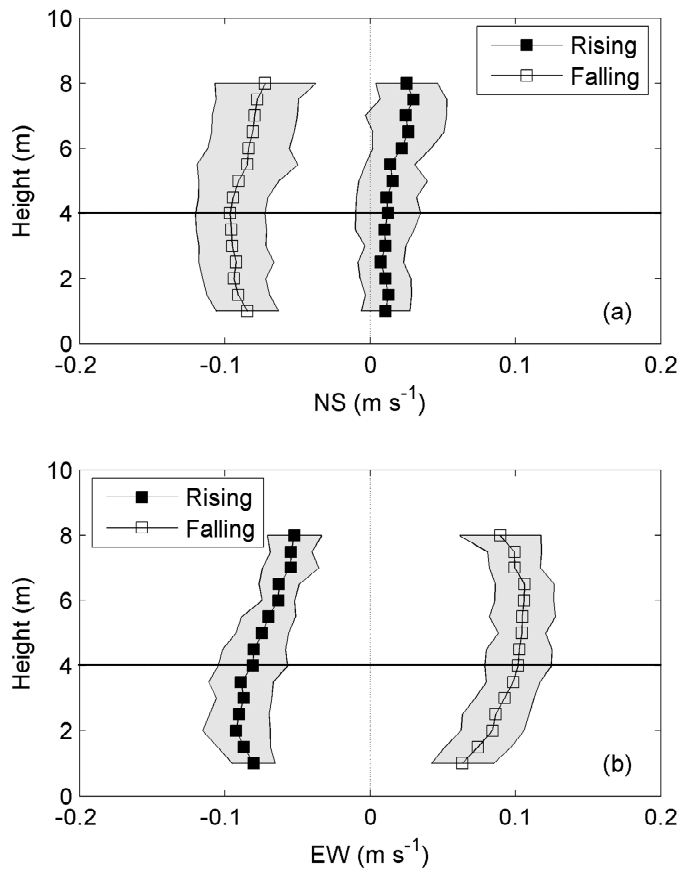 10
8
6
4
2
0
Height (m)
Rising
Falling
(a)
-0.2 -0.1 0 0.1 0.2
NS (m s-1)
10
8
6
4
2
0
Height (m)
Rising
Falling
(b)
-0.2 -0.1 0 0.1 0.2
EW (m s-1)